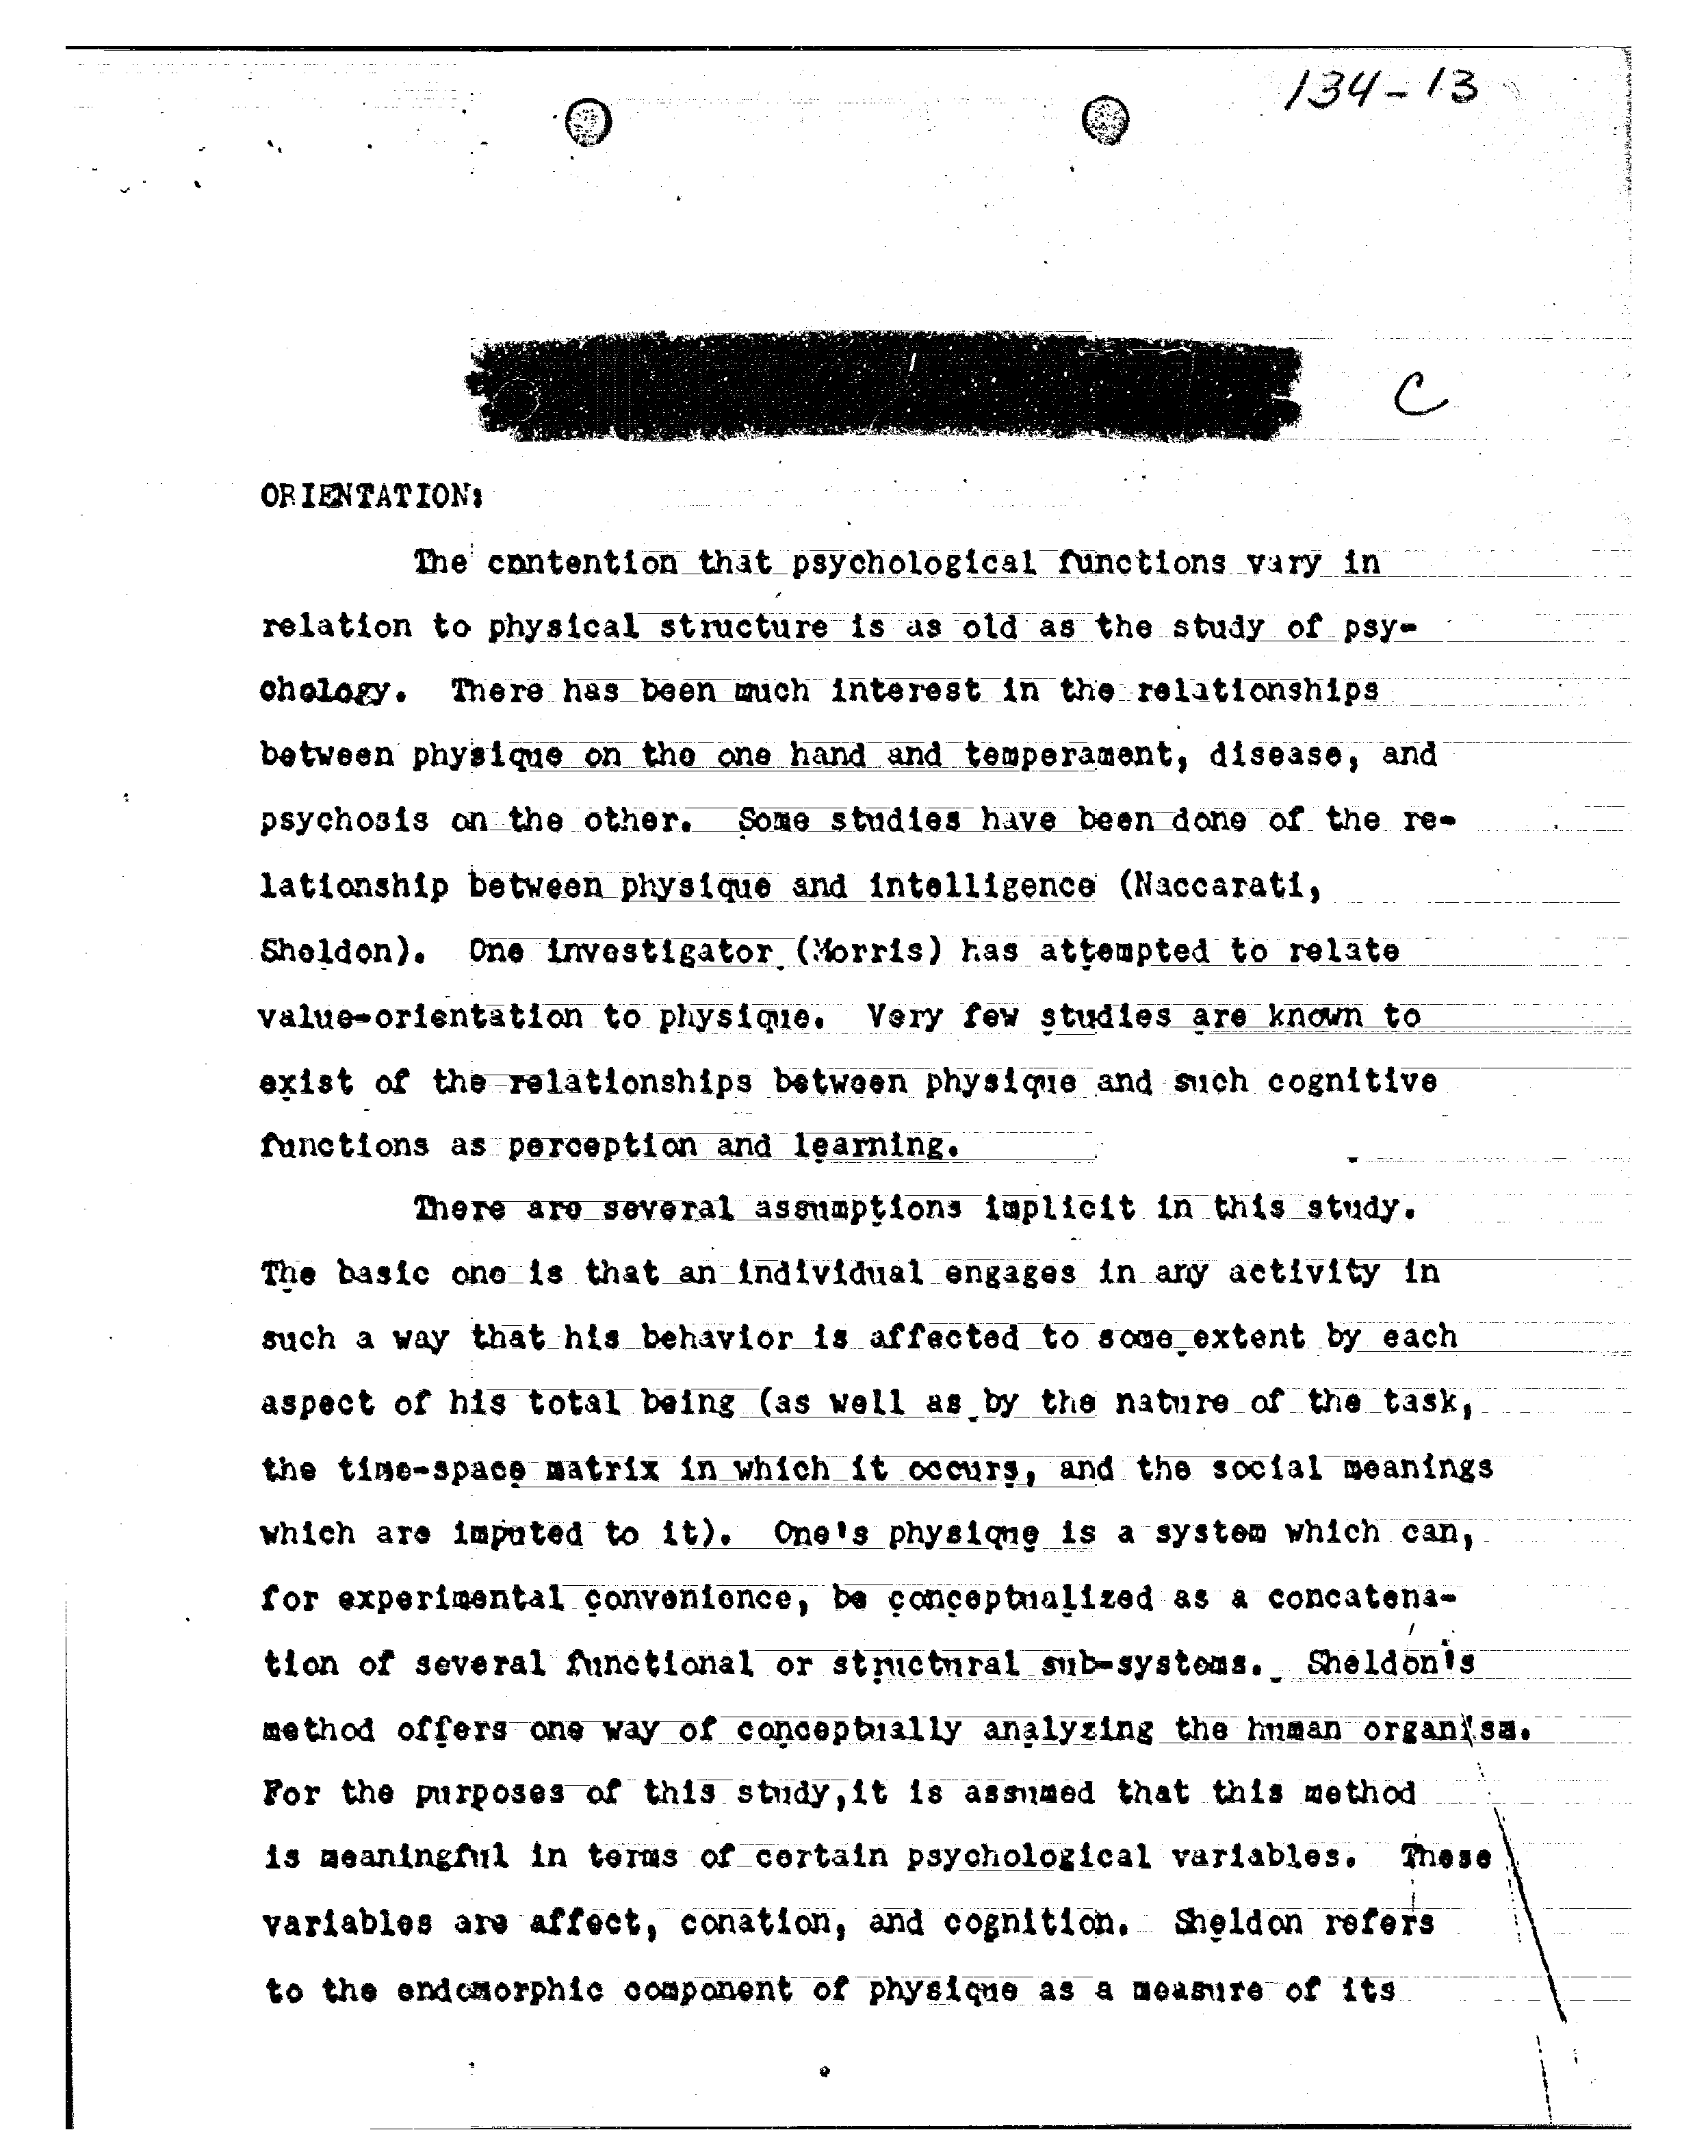 134-13
C
ORIENTATION:
The contention that psychological functions vary in
relation to physical structure is as old as the study of psy-
chology. There has been much interest in the relationships
between physique on the one hand and temperament, disease, and
psychosis on the other. Some studies have been done of the re-
lationship between physique and intelligence (Naccarati,
Sheldon). One investigator (Morris) has attempted to relate
value-orientation to physique. Very few studies are known to
exist of the relationships between physique and such cognitive
functions as perception and learning.
There are several assumptions implicit in this study.
The basic one is that an individual engages in any activity in
such a way that his behavior is affected to some extent by each
aspect of his total being (as well as by the nature of the task,
the time-space matrix in which it occurs, and the social meanings
which are imputed to it). One's physique is a system which can,
for experimental convenience, be conceptualized as a concatena-
tion of several functional or structural sub-systems. Sheldon's
method offers one way of conceptually analyzing the human organism.
For the purposes of this study,it is assumed that this method
is meaningful in terms of certain psychological variables. These
variables are affect, conation, and cognition. Sheldon refers
to the endomorphic component of physique as a measure of its